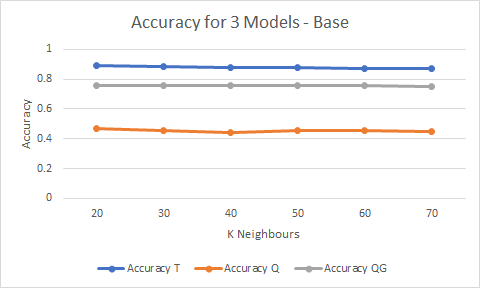 Accuracy for 3 Models - Base
1
0.8
0.6
0.4
0.2
0
Accuracy
20 30 40 50 60 70
K Neighbours
Accuracy T Accuracy Q Accuracy QG